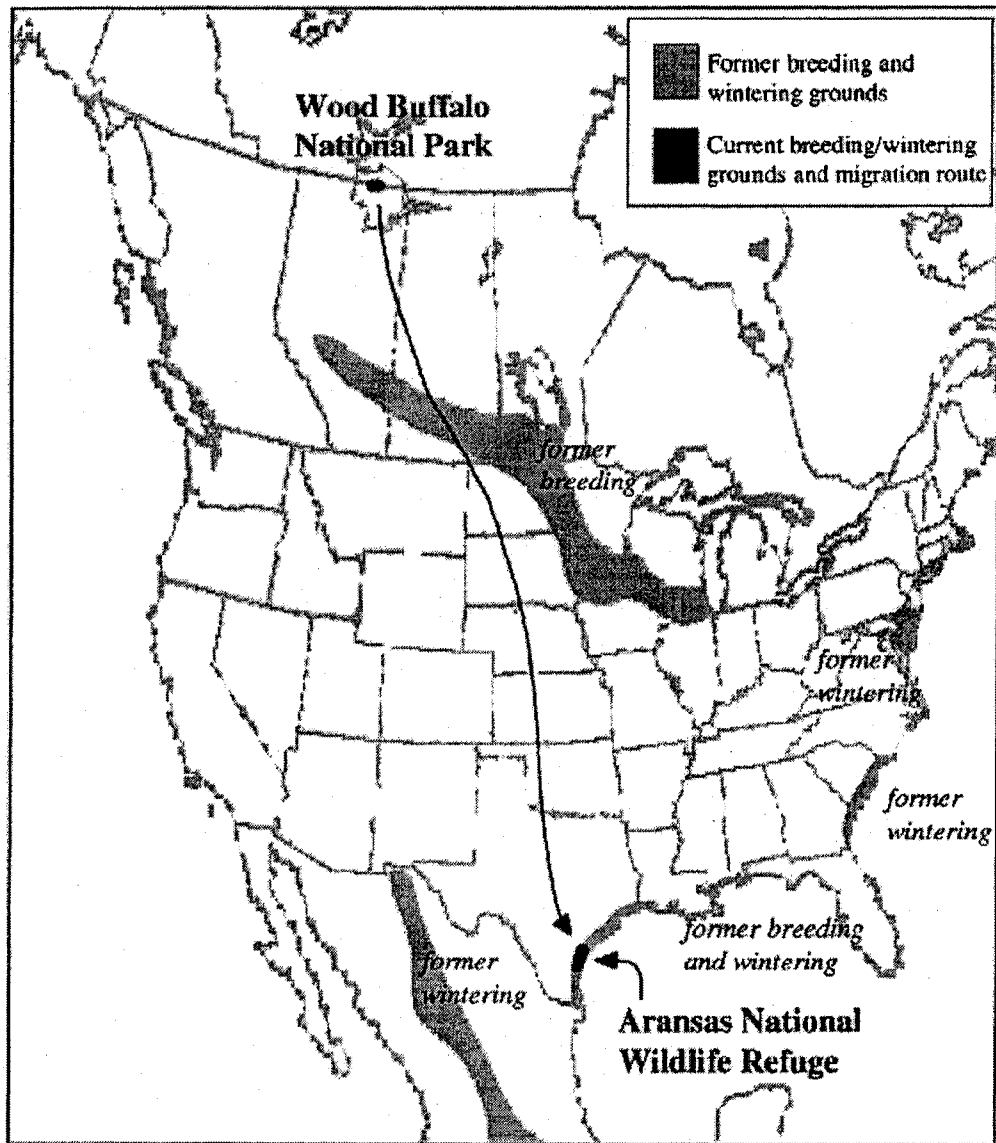 Former breeding and
wintering grounds
Current breeding/wintering
grounds and migration route
Wood Buffalo
National Park
former
breeding
former
wintering
former
wintering
former breeding
and wintering
former
wintering
Aransas National
Wildlife Refuge